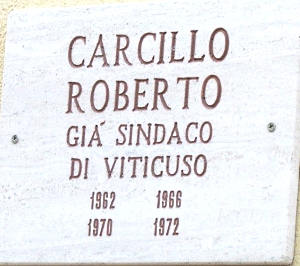 CARCILLO
ROBERTO
GIÁ SINDACO
DI VITICUSO
1962 1966
1970 1972